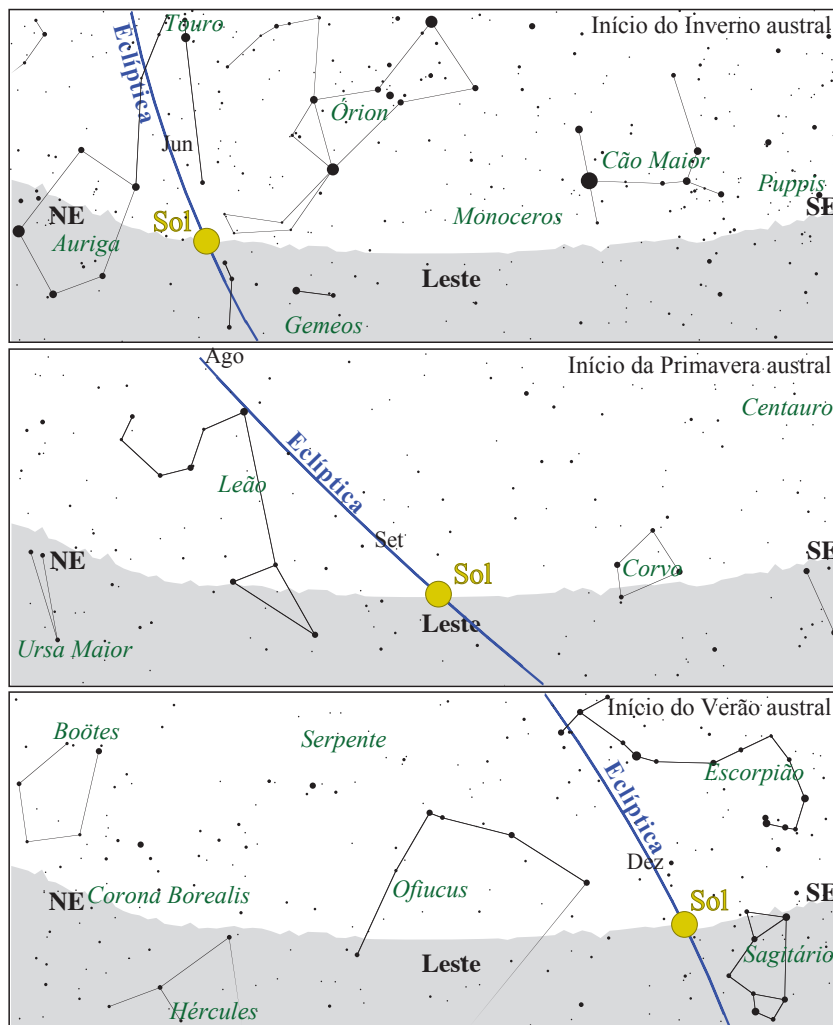 Início do Inverno austral
Touro
Eclíptica
Órion
Jun
Cão Maior
Puppis
NE
Sol
Monoceros
SE
Auriga
Leste
Gemeos
Ago
Início da Primavera austral
Centauro
Eclíptica
Leão
Set
NE
Sol
Corvo
SE
Leste
Ursa Maior
Início do Verão austral
Boötes
Serpente
Eclíptica
Escorpião
Dez
NE
Corona Borealis
Ofiucus
Sol
SE
Leste
Sagitário
Hércules